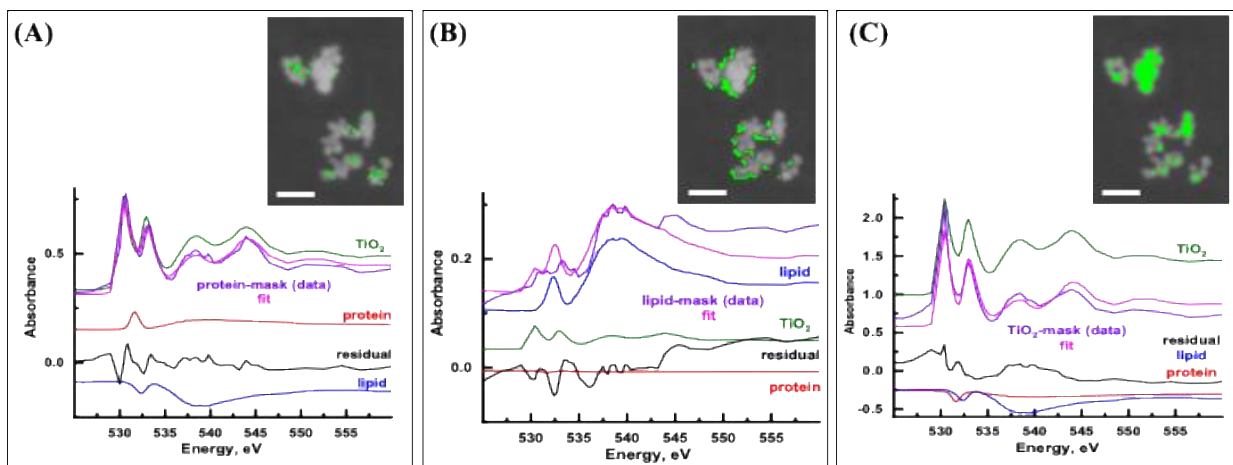 (A)
0.5
0.0
Absorbance
TiO₂
protein-mask (data)
fit
protein
residual
lipid
530 535 540 545 550 555
Energy, eV
(B)
0.2
0.0
Absorbance
lipid
lipid-mask (data)
fit
TiO₂
residual
protein
530 535 540 545 550 555
Energy, eV
(C)
2.0
1.5
1.0
0.5
0.0
-0.5
Absorbance
TiO₂
TiO₂-mask (data)
fit
residual
lipid
protein
530 535 540 545 550 555
Energy, eV